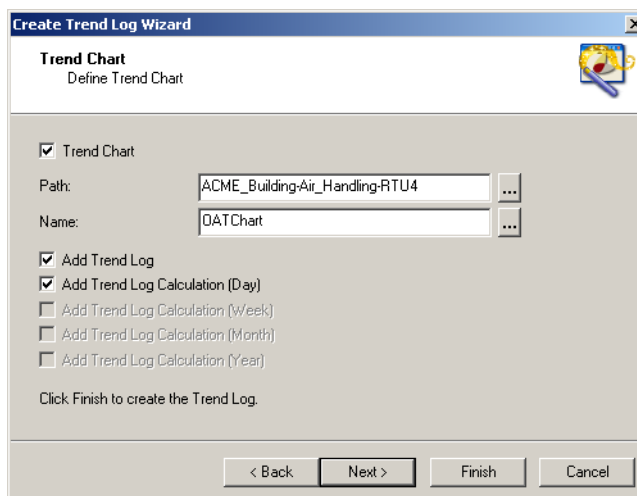 Create Trend Log Wizard
Trend Chart
Define Trend Chart
Trend Chart
Path: ACME_Building-Air_Handling-RTU4 ...
Name: OATChart ...
Add Trend Log
Add Trend Log Calculation (Day)
Add Trend Log Calculation (Week)
Add Trend Log Calculation (Month)
Add Trend Log Calculation (Year)
Click Finish to create the Trend Log.
< Back Next > Finish Cancel